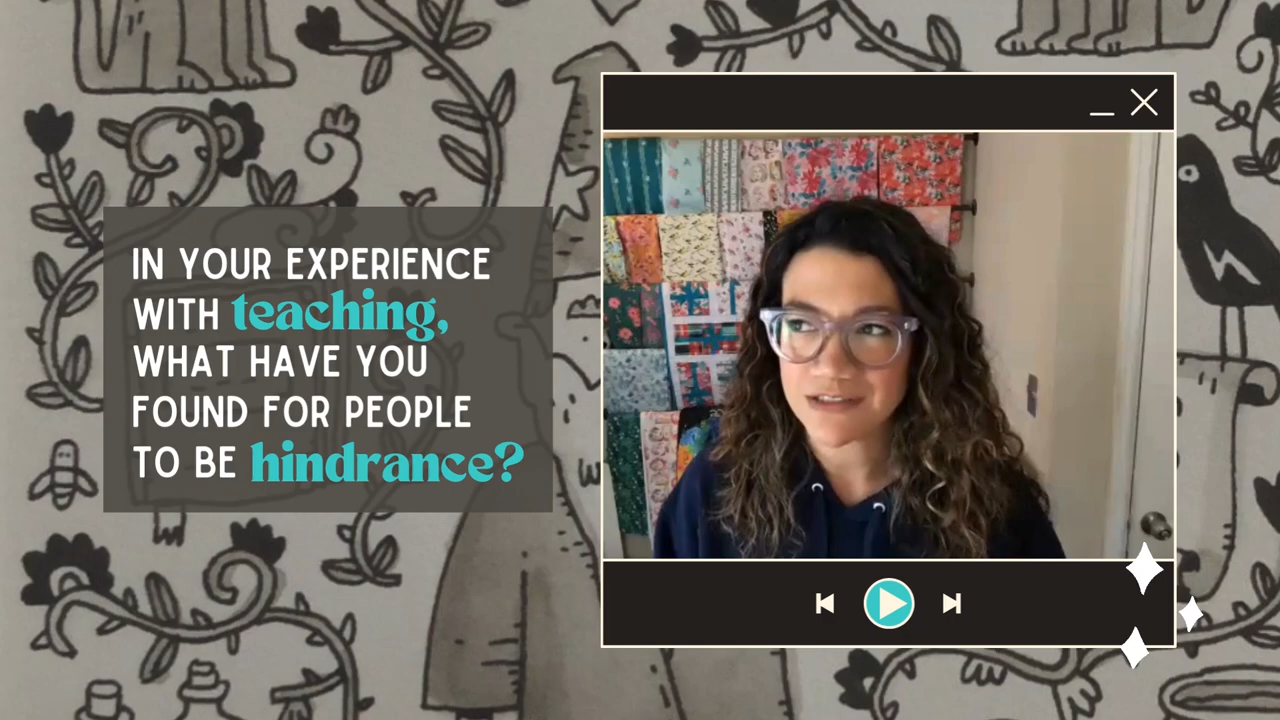 IN YOUR EXPERIENCE
WITH teaching,
WHAT HAVE YOU
FOUND FOR PEOPLE
TO BE hindrance?